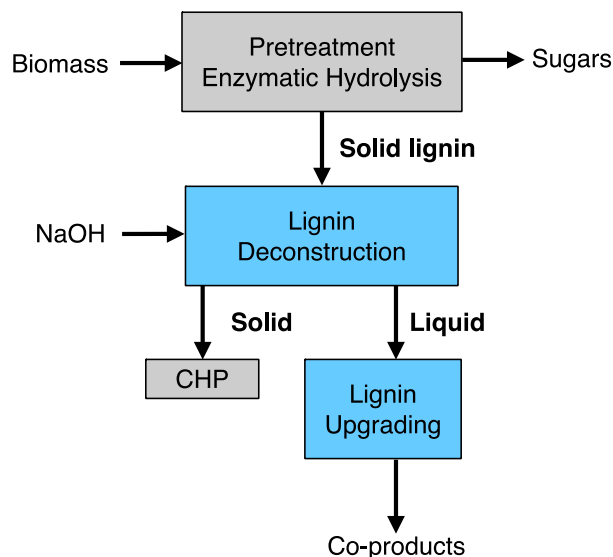 Pretreatment
Enzymatic Hydrolysis
Biomass
Sugars
Solid lignin
NaOH
Lignin
Deconstruction
Solid
Liquid
CHP
Lignin
Upgrading
Co-products